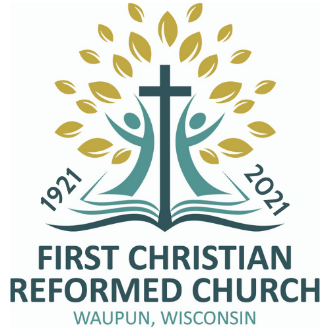 1921
2021
FIRST CHRISTIAN
REFORMED CHURCH
WAUPUN, WISCONSIN